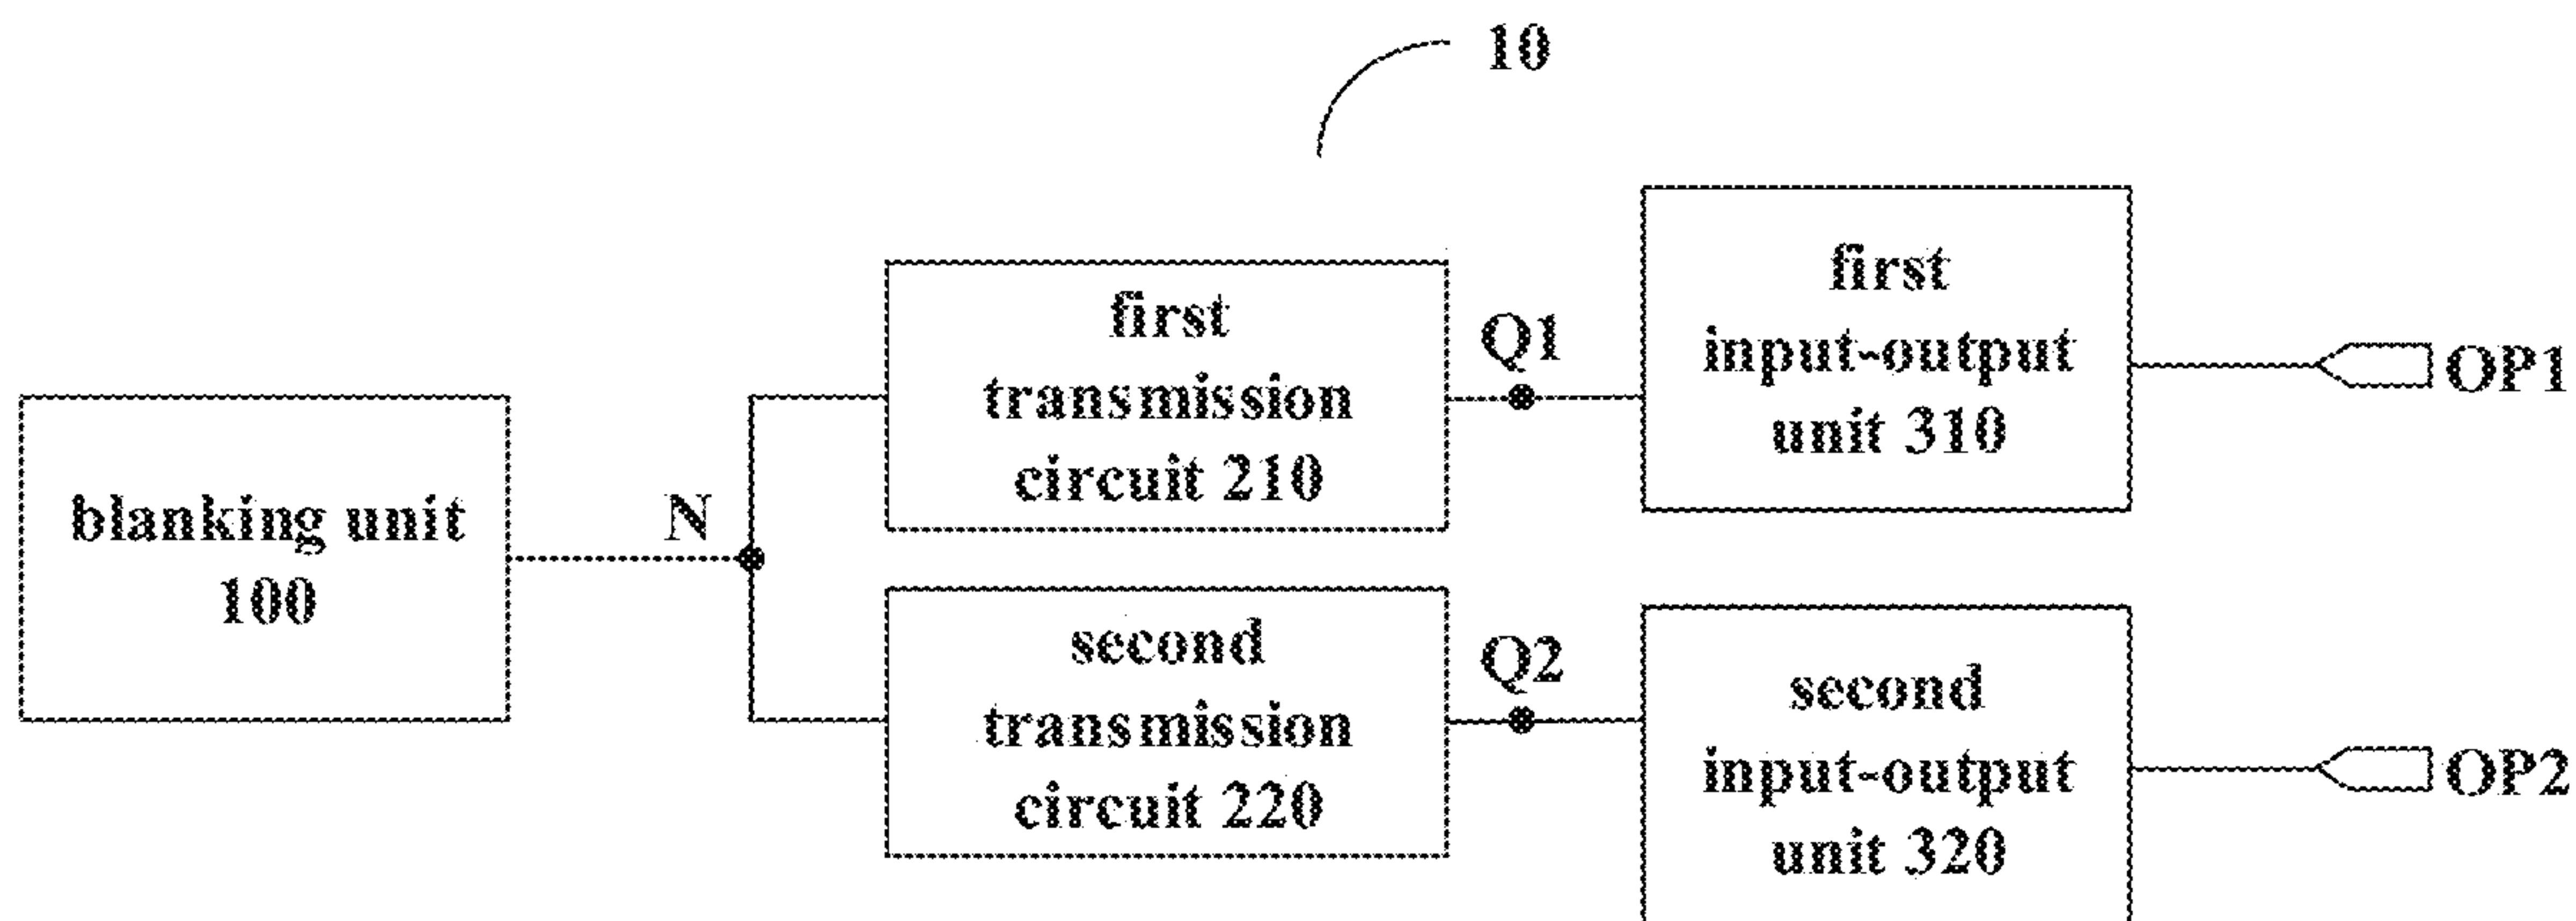 10
blanking unit
100
N
first
transmission
circuit 210
Q1
first
input-output
unit 310
OP1
second
transmission
circuit 220
Q2
second
input-output
unit 320
OP2